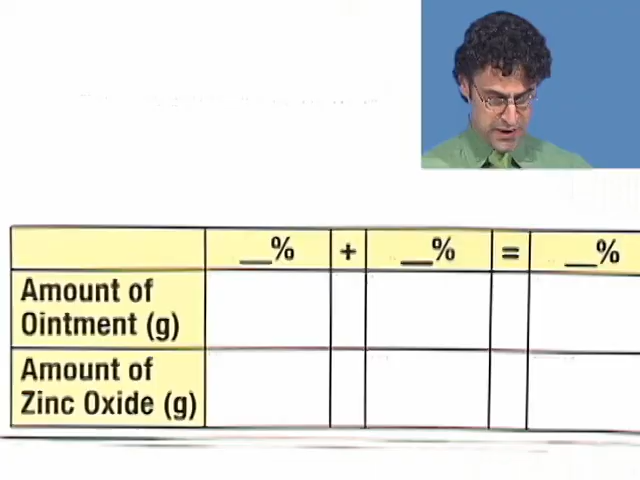 __% + __% = __%
Amount of
Ointment (g)
Amount of
Zinc Oxide (g)